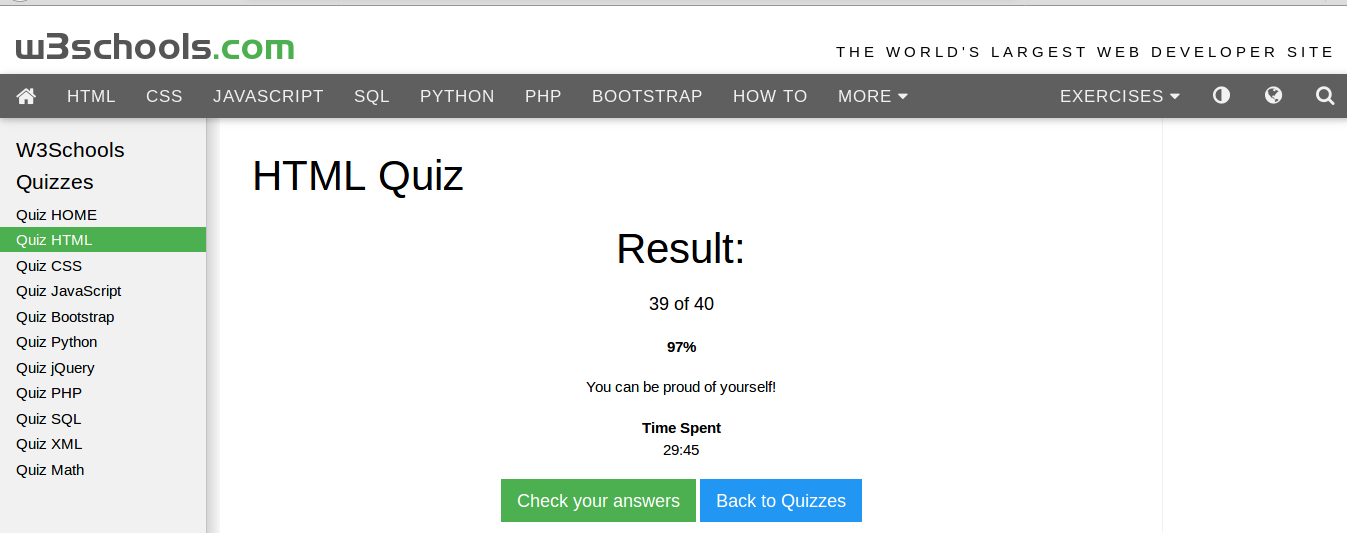 w3schools.com
THE WORLD'S LARGEST WEB DEVELOPER SITE
HTML CSS JAVASCRIPT SQL PYTHON PHP BOOTSTRAP HOW TO MORE EXERCISES
W3Schools
Quizzes
Quiz HOME
Quiz HTML
Quiz CSS
Quiz JavaScript
Quiz Bootstrap
Quiz Python
Quiz jQuery
Quiz PHP
Quiz SQL
Quiz XML
Quiz Math
HTML Quiz
Result:
39 of 40
97%
You can be proud of yourself!
Time Spent
29:45
Check your answers Back to Quizzes